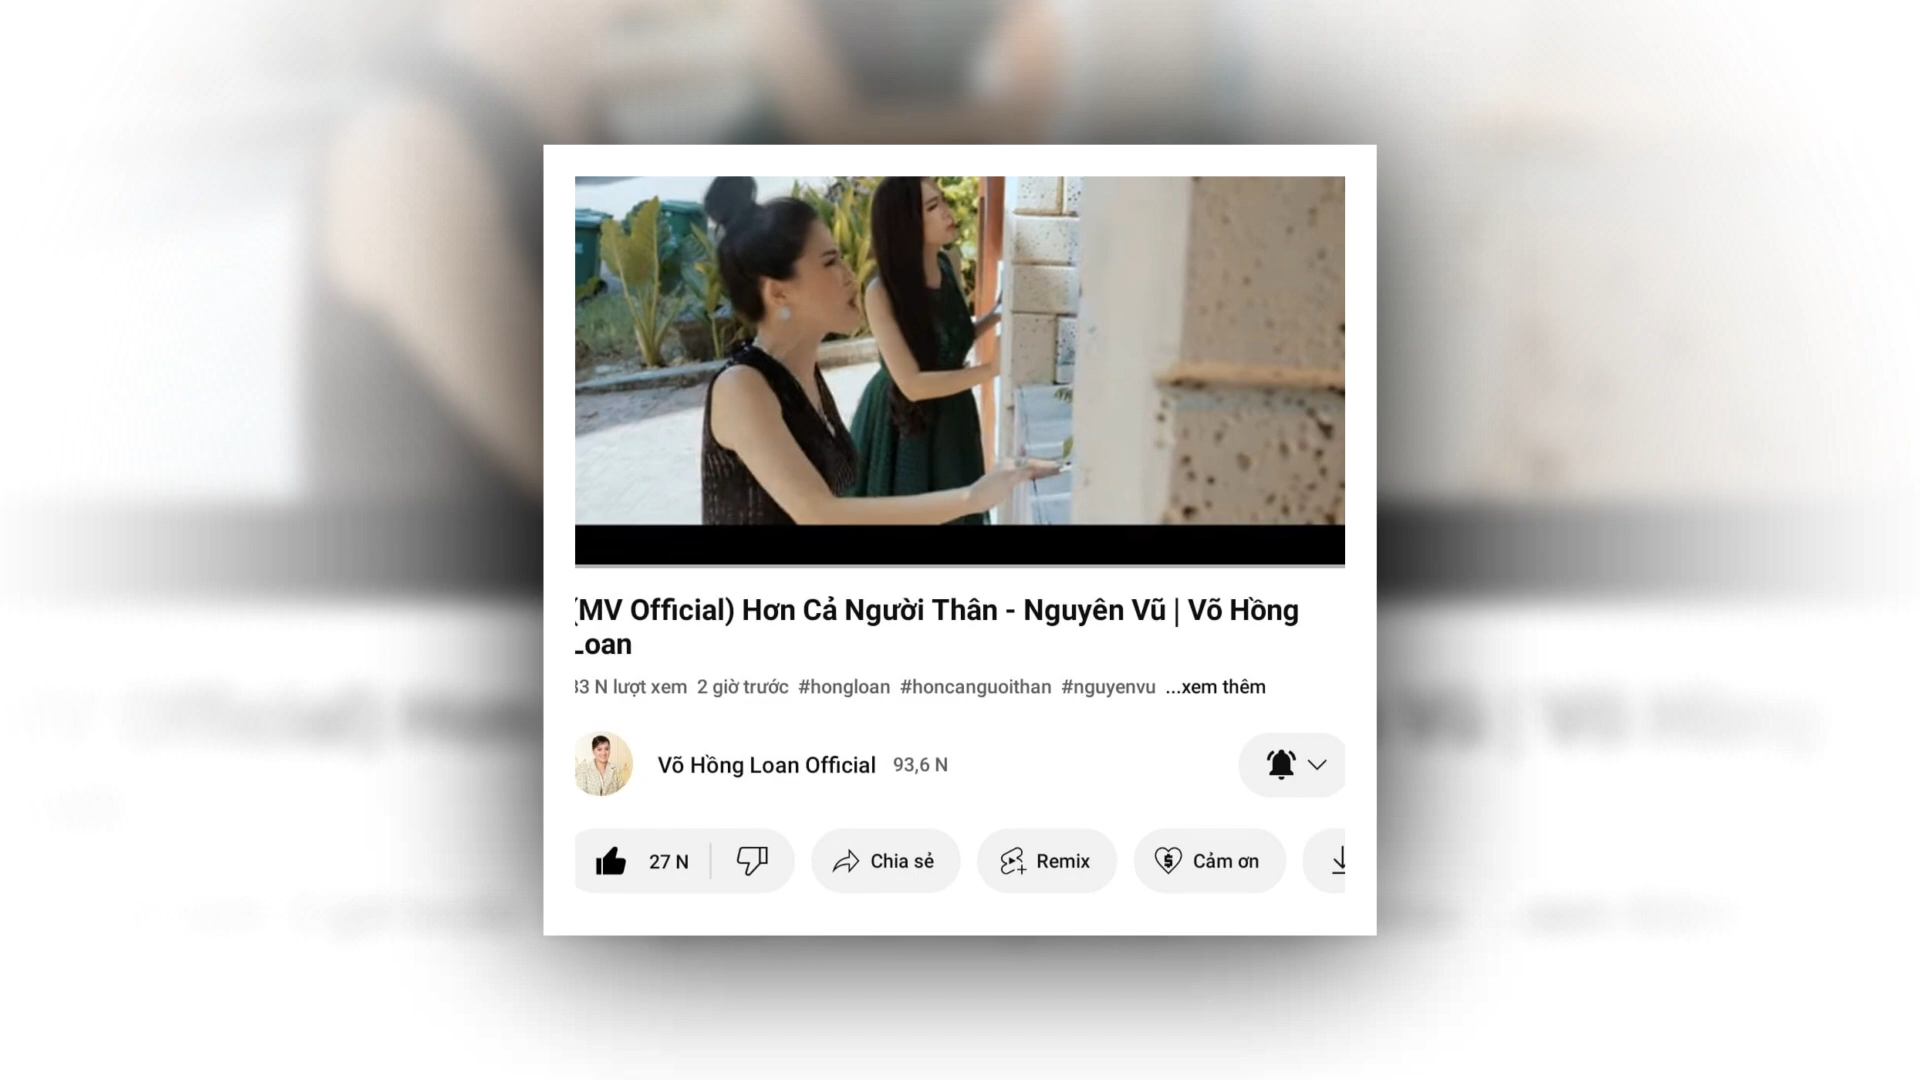 (MV Official) Hơn Cả Người Thân - Nguyên Vũ | Võ Hồng
Loan
33 N lượt xem 2 giờ trước #hongloan #honcanguoithan #nguyenvu ...xem thêm
Võ Hồng Loan Official 93,6 N
27 N Chia sẻ Remix Cảm ơn